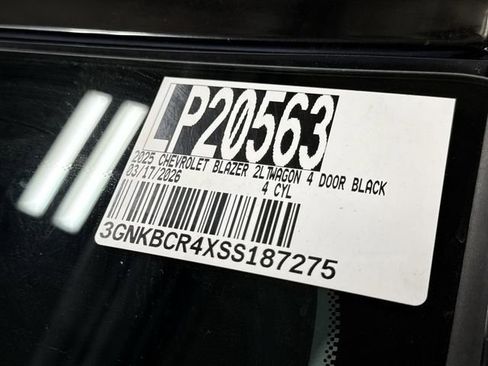 LP20563
2025 CHEVROLET BLAZER 2LTWAGON 4 DOOR BLACK
03/17/2026 4 CYL
3GNKBCR4XSS187275